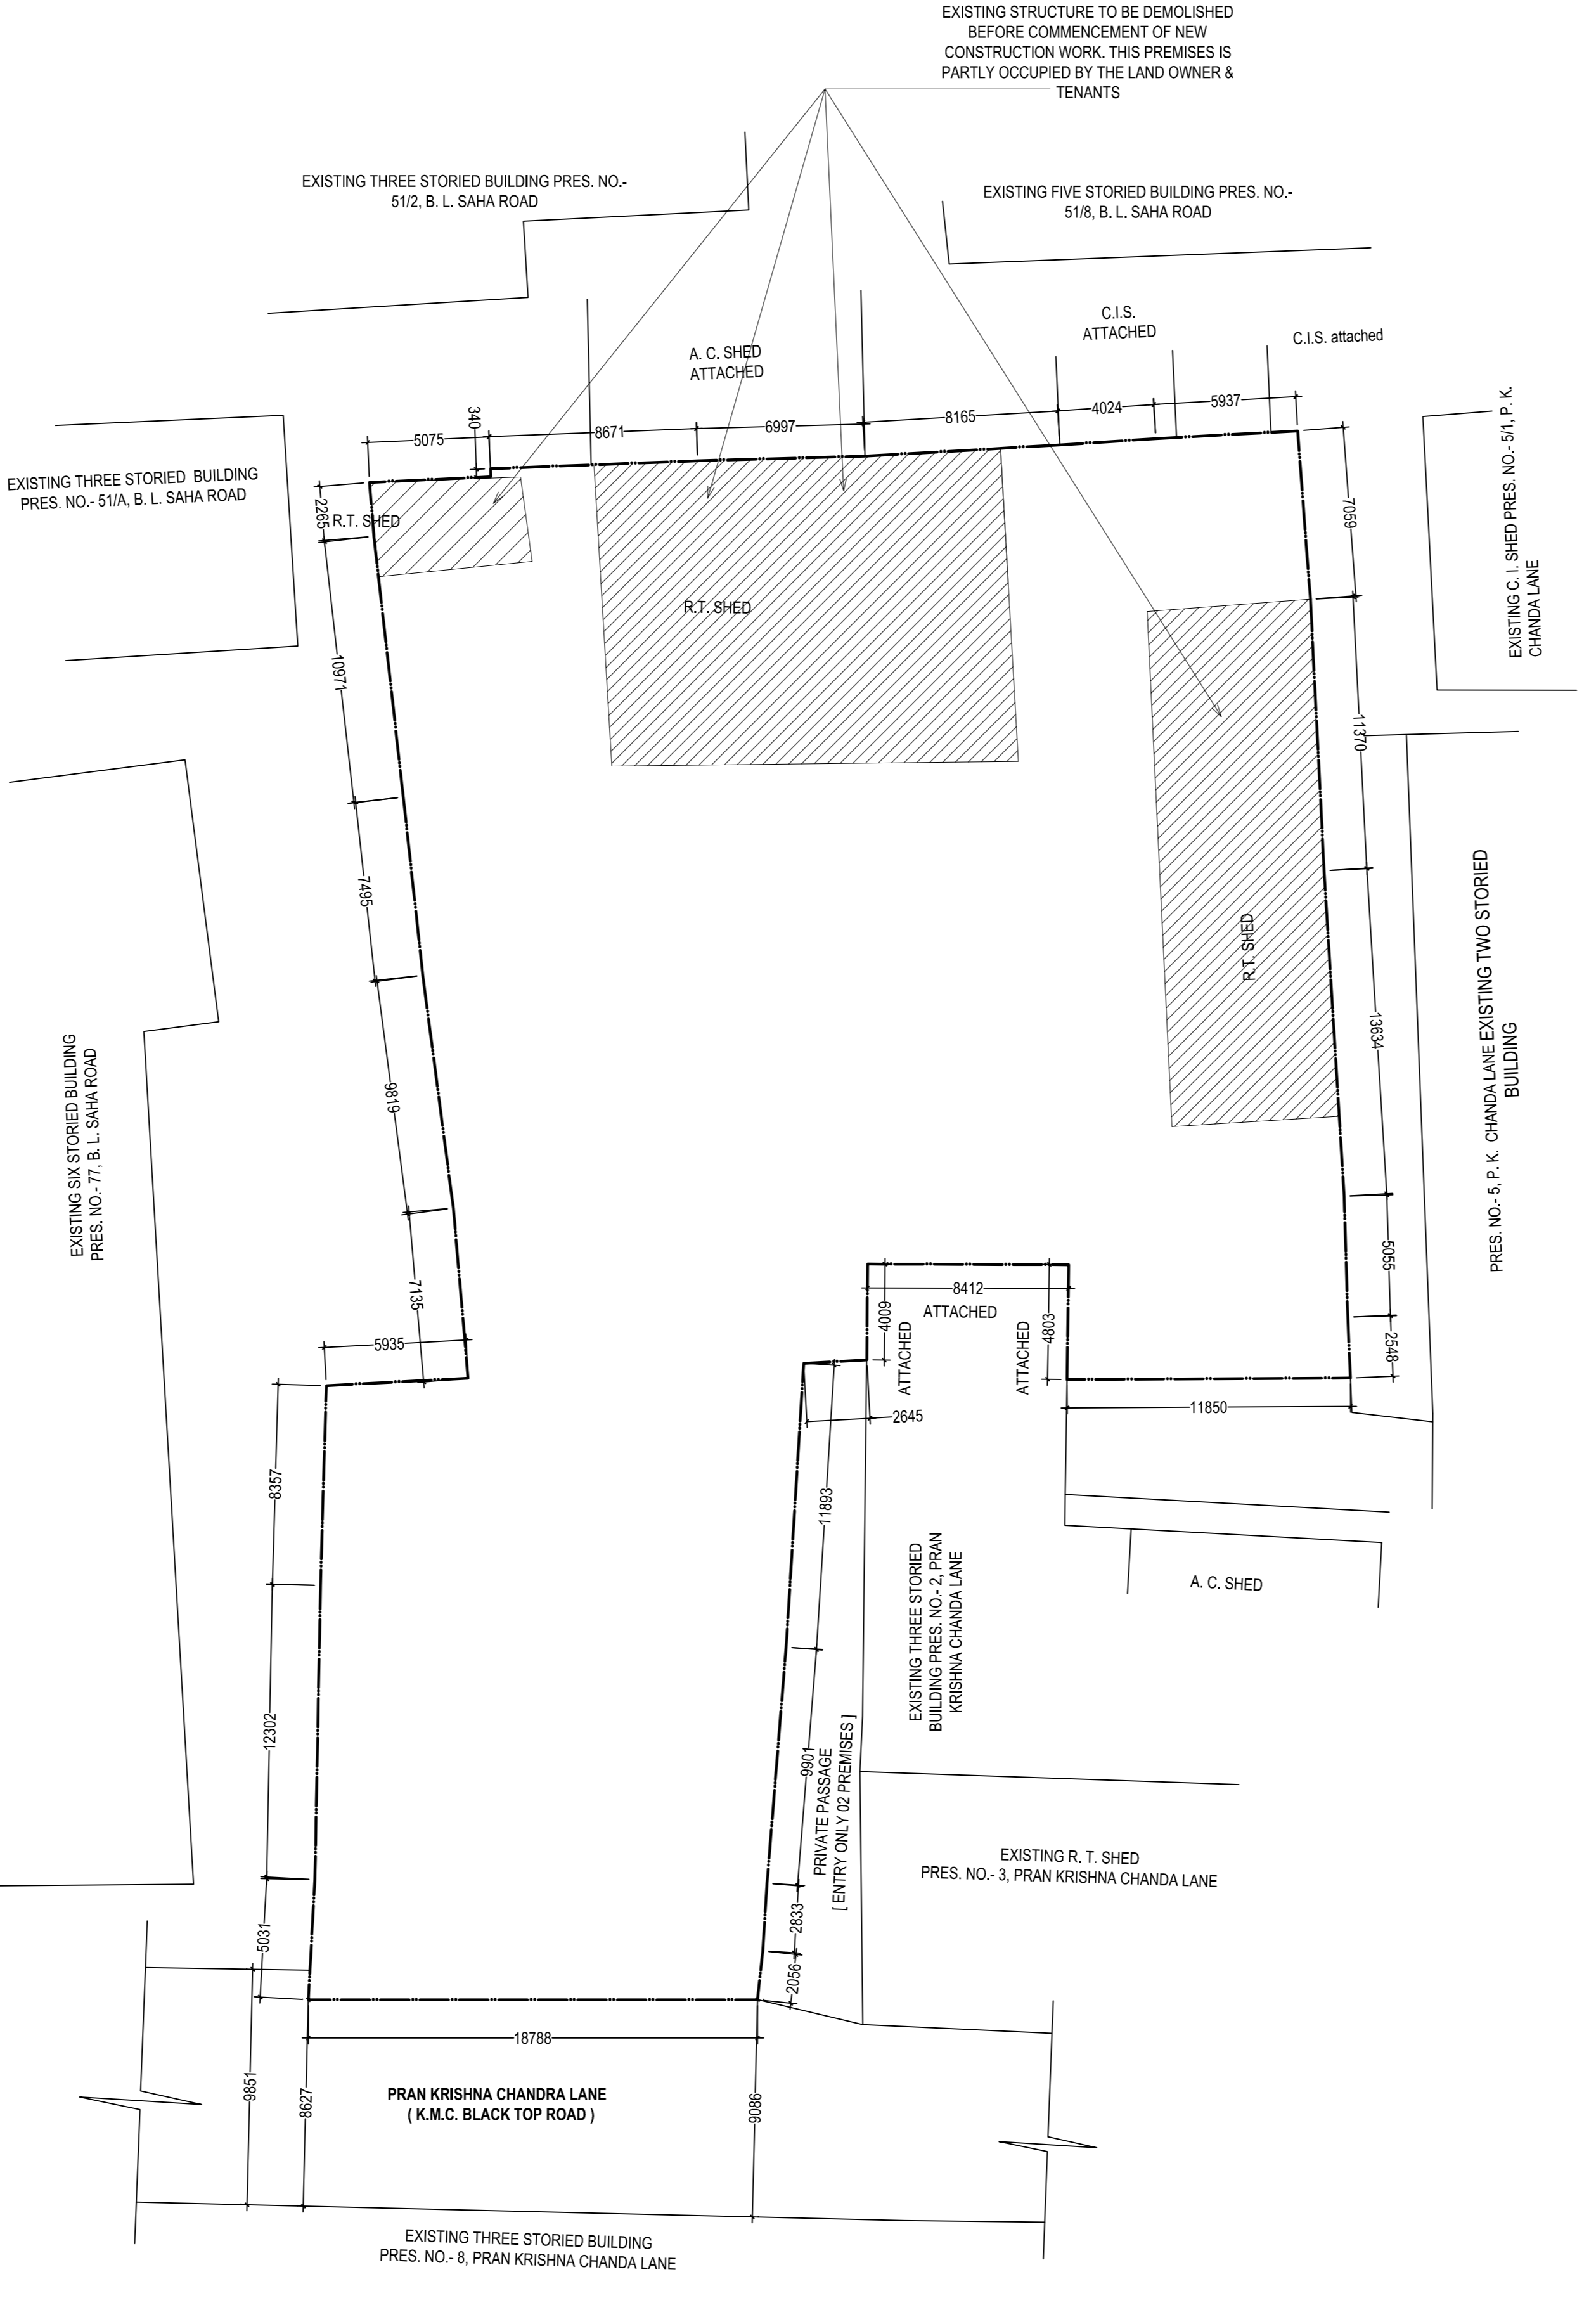 EXISTING STRUCTURE TO BE DEMOLISHED
BEFORE COMMENCEMENT OF NEW
CONSTRUCTION WORK. THIS PREMISES IS
PARTLY OCCUPIED BY THE LAND OWNER &
TENANTS
EXISTING THREE STORIED BUILDING PRES. NO.-
51/2, B. L. SAHA ROAD
EXISTING FIVE STORIED BUILDING PRES. NO.-
51/8, B. L. SAHA ROAD
A. C. SHED
ATTACHED
C.I.S.
ATTACHED
C.I.S. attached
5075
340
8671
6997
8165
4024
5937
EXISTING THREE STORIED BUILDING
PRES. NO.- 51/A, B. L. SAHA ROAD
2265
R.T. SHED
7059
EXISTING C. I. SHED PRES. NO.- 5/1, P. K.
CHANDA LANE
R.T. SHED
10971
11370
7495
R.T. SHED
13634
9819
EXISTING SIX STORIED BUILDING
PRES. NO.- 77, B. L. SAHA ROAD
PRES. NO.- 5, P. K. CHANDA LANE EXISTING TWO STORIED
BUILDING
7135
5055
2548
5935
8412
ATTACHED
4009
ATTACHED
ATTACHED
4803
2645
11850
8357
11893
EXISTING THREE STORIED
BUILDING PRES. NO.- 2, PRAN
KRISHNA CHANDA LANE
A. C. SHED
12302
9901
PRIVATE PASSAGE
[ ENTRY ONLY 02 PREMISES ]
EXISTING R. T. SHED
PRES. NO.- 3, PRAN KRISHNA CHANDA LANE
5031
2833
2056
18788
9851
8627
PRAN KRISHNA CHANDRA LANE
( K.M.C. BLACK TOP ROAD )
9086
EXISTING THREE STORIED BUILDING
PRES. NO.- 8, PRAN KRISHNA CHANDA LANE